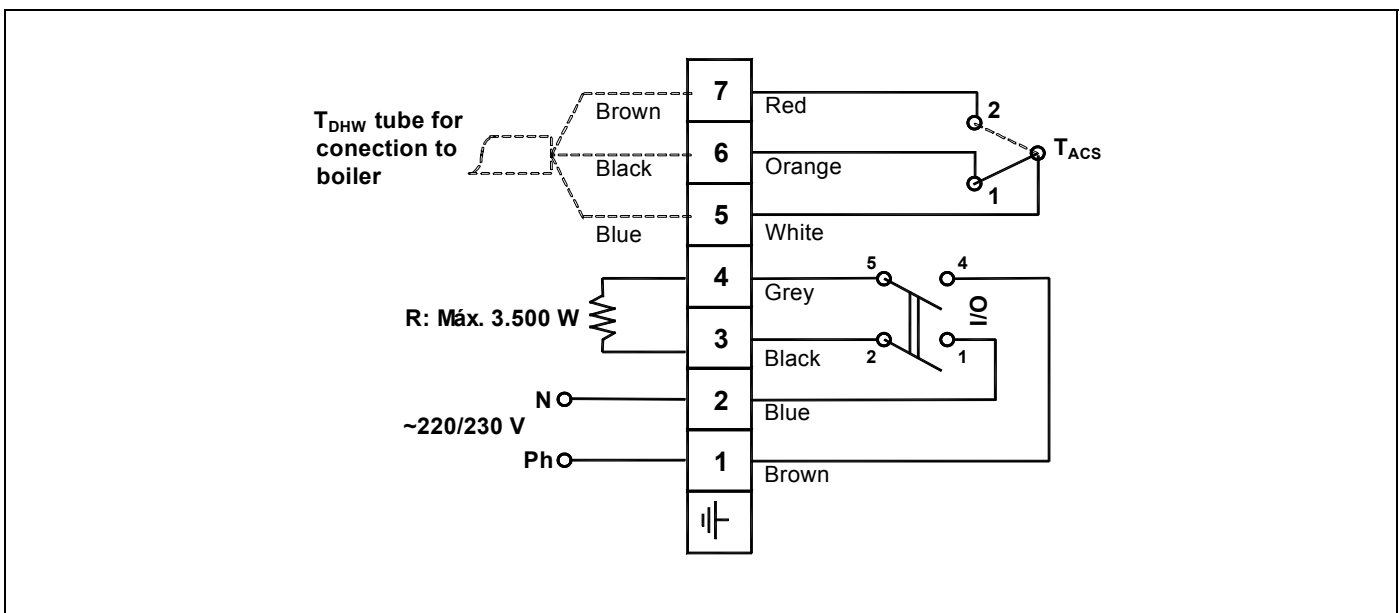 T_DHW tube for
conection to
boiler
Brown
Black
Blue
7
6
5
4
3
2
1
Red
Orange
White
Grey
Black
Blue
Brown
2
1
T_ACS
5
4
2
1
I/O
R: Máx. 3.500 W
N
~220/230 V
Ph